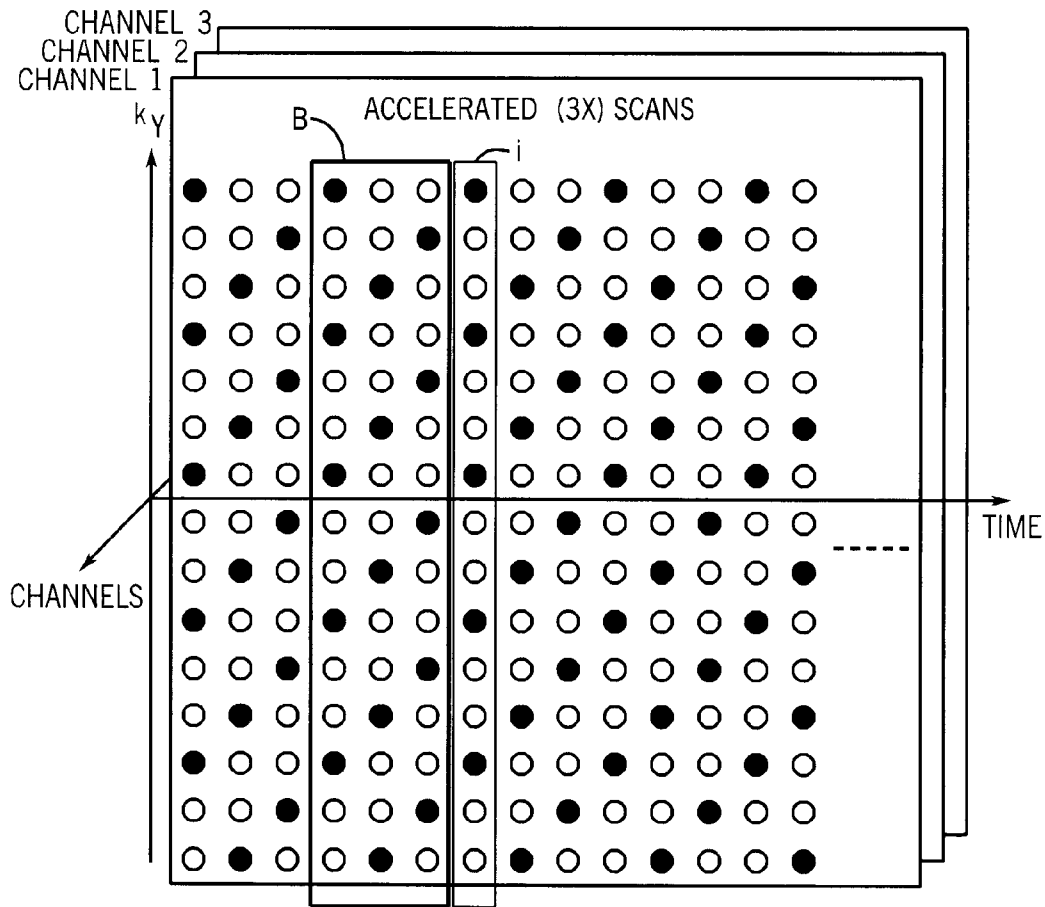 CHANNEL 3
CHANNEL 2
CHANNEL 1
kY
ACCELERATED (3X) SCANS
B
i
TIME
CHANNELS